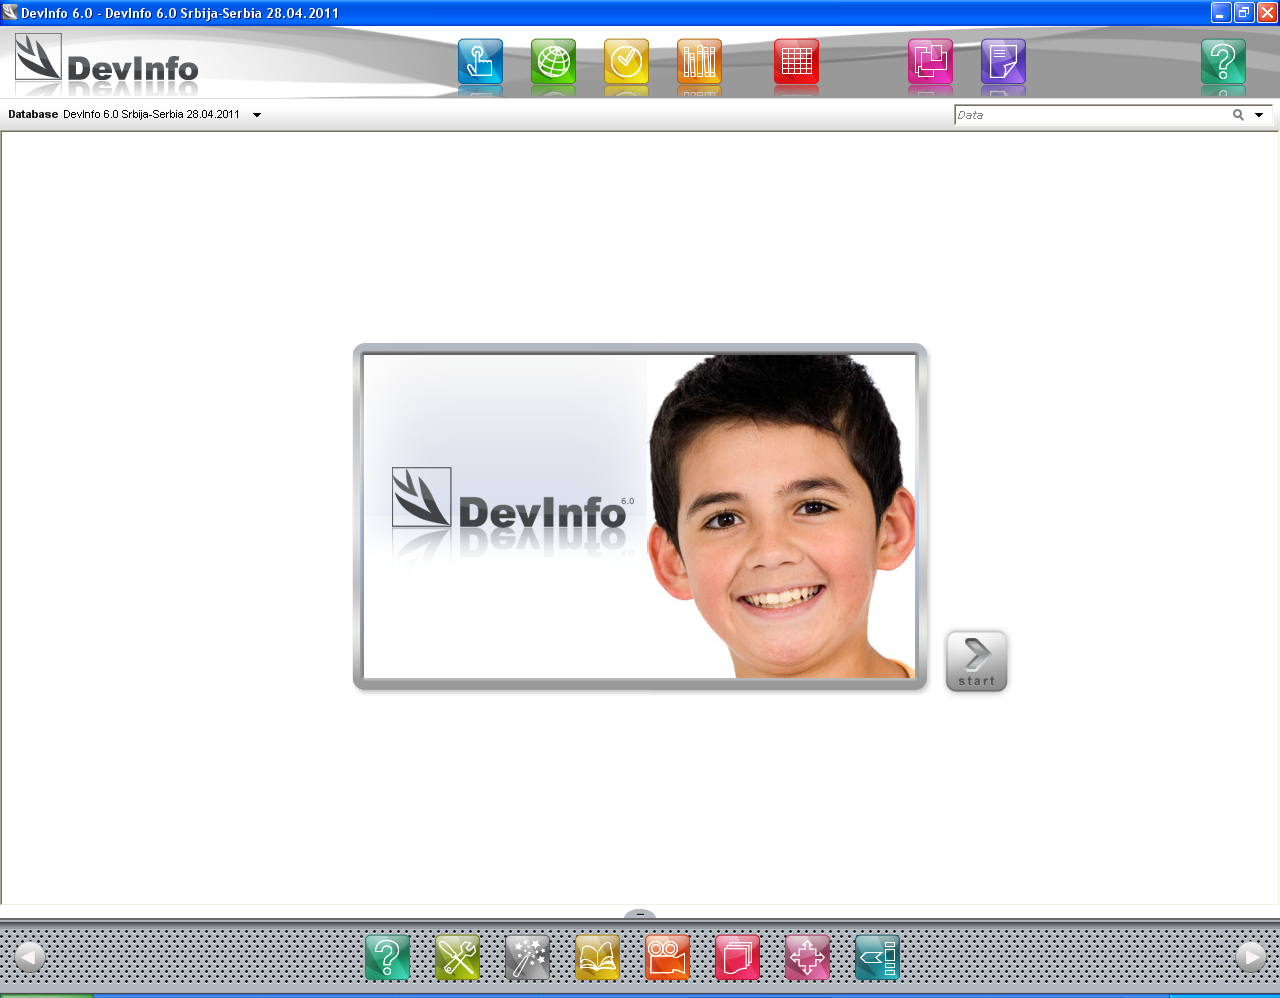 DevInfo 6.0 - DevInfo 6.0 Srbija-Serbia 28.04.2011
DevInfo
Database DevInfo 6.0 Srbija-Serbia 28.04.2011
Data
DevInfo 6.0
start